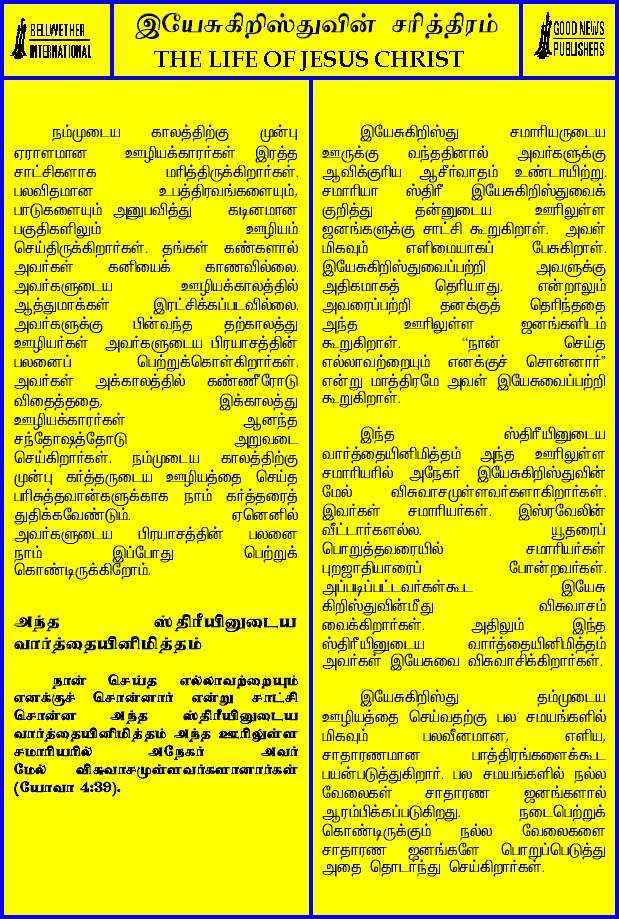 BELLWETHER
INTERNATIONAL
இயேசுகிறிஸ்துவின் சரித்திரம்
THE LIFE OF JESUS CHRIST
GOOD NEWS
PUBLISHERS
நம்முடைய காலத்திற்கு முன்பு
ஏராளமான ஊழியக்காரர்கள் இரத்த
சாட்சிகளாக மரித்திருக்கிறார்கள்.
பலவிதமான உபத்திரவங்களையும்,
பாடுகளையும் அனுபவித்து கடினமான
பகுதிகளிலும் ஊழியம்
செய்திருக்கிறார்கள். தங்கள் கண்களால்
அவர்கள் கனியைக் காணவில்லை.
அவர்களுடைய ஊழியக்காலத்தில்
ஆத்துமாக்கள் இரட்சிக்கப்படவில்லை.
அவர்களுக்கு பின்வந்த தற்காலத்து
ஊழியர்கள் அவர்களுடைய பிரயாசத்தின்
பலனைப் பெற்றுக்கொள்கிறார்கள்.
அவர்கள் அக்காலத்தில் கண்ணீரோடு
விதைத்ததை, இக்காலத்து
ஊழியக்காரர்கள் ஆனந்த
சந்தோஷத்தோடு அறுவடை
செய்கிறார்கள். நம்முடைய காலத்திற்கு
முன்பு கர்த்தருடைய ஊழியத்தை செய்த
பரிசுத்தவான்களுக்காக நாம் கர்த்தரைத்
துதிக்கவேண்டும். ஏனெனில்
அவர்களுடைய பிரயாசத்தின் பலனை
நாம் இப்போது பெற்றுக்
கொண்டிருக்கிறோம்.
அந்த ஸ்திரீயினுடைய
வார்த்தையினிமித்தம்
நான் செய்த எல்லாவற்றையும்
எனக்குச் சொன்னார் என்று சாட்சி
சொன்ன அந்த ஸ்திரீயினுடைய
வார்த்தையினிமித்தம் அந்த ஊரிலுள்ள
சமாரியரில் அநேகர் அவர்
மேல் விசுவாசமுள்ளவர்களானார்கள்
(யோவா 4:39).
இயேசுகிறிஸ்து சமாரியருடைய
ஊருக்கு வந்ததினால் அவர்களுக்கு
ஆவிக்குரிய ஆசீர்வாதம் உண்டாயிற்று.
சமாரியா ஸ்திரீ இயேசுகிறிஸ்துவைக்
குறித்து தன்னுடைய ஊரிலுள்ள
ஜனங்களுக்கு சாட்சி கூறுகிறாள். அவள்
மிகவும் எளிமையாகப் பேசுகிறாள்.
இயேசுகிறிஸ்துவைப்பற்றி அவளுக்கு
அதிகமாகத் தெரியாது. என்றாலும்
அவரைப்பற்றி தனக்குத் தெரிந்ததை
அந்த ஊரிலுள்ள ஜனங்களிடம்
கூறுகிறாள். “நான் செய்த
எல்லாவற்றையும் எனக்குச் சொன்னார்”
என்று மாத்திரமே அவள் இயேசுவைப்பற்றி
கூறுகிறாள்.
இந்த ஸ்திரீயினுடைய
வார்த்தையினிமித்தம் அந்த ஊரிலுள்ள
சமாரியரில் அநேகர் இயேசுகிறிஸ்துவின்
மேல் விசுவாசமுள்ளவர்களாகிறார்கள்.
இவர்கள் சமாரியர்கள். இஸ்ரவேலின்
வீட்டார்களல்ல. யூதரைப்
பொறுத்தவரையில் சமாரியர்கள்
புறஜாதியாரைப் போன்றவர்கள்.
அப்படிப்பட்டவர்கள்கூட இயேசு
கிறிஸ்துவின்மீது விசுவாசம்
வைக்கிறார்கள். அதிலும் இந்த
ஸ்திரீயினுடைய வார்த்தையினிமித்தம்
அவர்கள் இயேசுவை விசுவாசிக்கிறார்கள்.
இயேசுகிறிஸ்து தம்முடைய
ஊழியத்தை செய்வதற்கு பல சமயங்களில்
மிகவும் பலவீனமான, எளிய,
சாதாரணமான பாத்திரங்களைக்கூட
பயன்படுத்துகிறார். பல சமயங்களில் நல்ல
வேலைகள் சாதாரண ஜனங்களால்
ஆரம்பிக்கப்படுகிறது. நடைபெற்றுக்
கொண்டிருக்கும் நல்ல வேலைகளை
சாதாரண ஜனங்களே பொறுப்பெடுத்து
அதை தொடர்ந்து செய்கிறார்கள்.